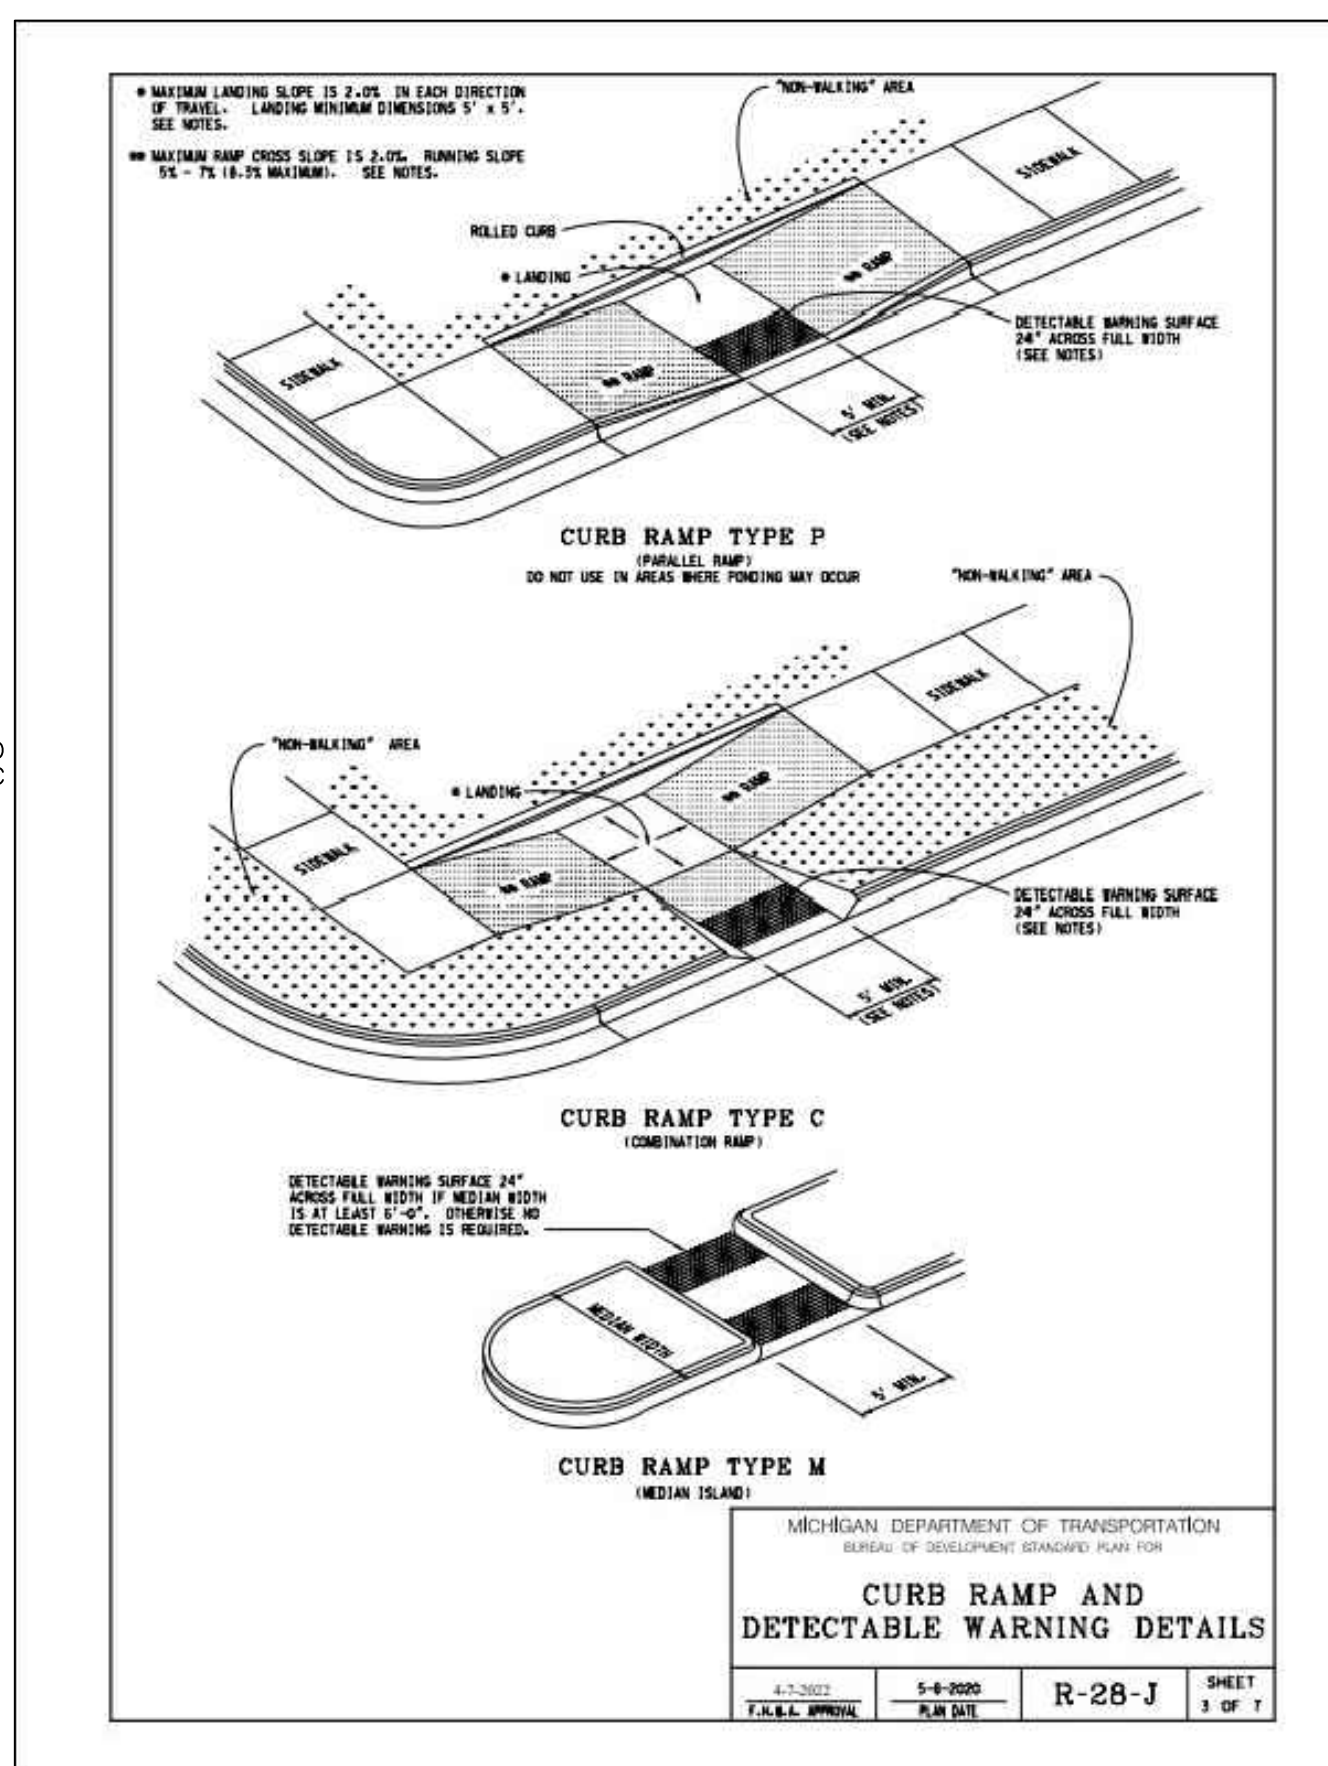 * MAXIMUM LANDING SLOPE IS 2.0% IN EACH DIRECTION
OF TRAVEL. LANDING MINIMUM DIMENSIONS 5' x 5'.
SEE NOTES.
** MAXIMUM RAMP CROSS SLOPE IS 2.0%. RUNNING SLOPE
5% - 7% (8.3% MAXIMUM). SEE NOTES.
"NON-WALKING" AREA
SIDEWALK
ROLLED CURB
* LANDING
** RAMP
DETECTABLE WARNING SURFACE
24" ACROSS FULL WIDTH
(SEE NOTES)
SIDEWALK
** RAMP
5' MIN.
(SEE NOTES)
CURB RAMP TYPE P
(PARALLEL RAMP)
DO NOT USE IN AREAS WHERE PONDING MAY OCCUR
"NON-WALKING" AREA
SIDEWALK
"NON-WALKING" AREA
* LANDING
** RAMP
SIDEWALK
** RAMP
DETECTABLE WARNING SURFACE
24" ACROSS FULL WIDTH
(SEE NOTES)
5' MIN.
(SEE NOTES)
CURB RAMP TYPE C
(COMBINATION RAMP)
DETECTABLE WARNING SURFACE 24"
ACROSS FULL WIDTH IF MEDIAN WIDTH
IS AT LEAST 6'-0". OTHERWISE NO
DETECTABLE WARNING IS REQUIRED.
MEDIAN WIDTH
5' MIN.
CURB RAMP TYPE M
(MEDIAN ISLAND)
MICHIGAN DEPARTMENT OF TRANSPORTATION
BUREAU OF DEVELOPMENT STANDARD PLAN FOR
CURB RAMP AND
DETECTABLE WARNING DETAILS
4-7-2022
F.H.W.A. APPROVAL
5-6-2020
PLAN DATE
R-28-J
SHEET
3 OF 7